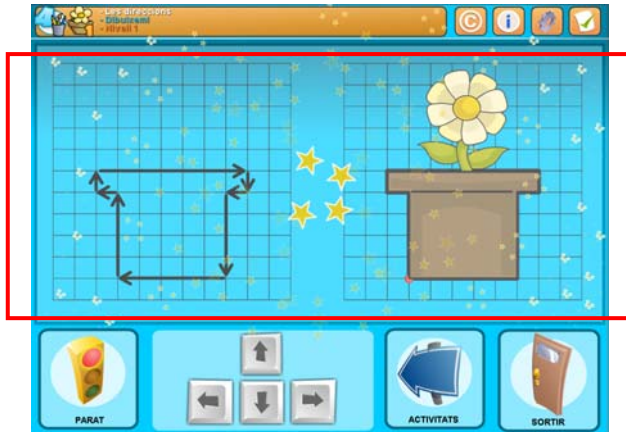 - Les direccions
- Dibuixem!
- Nivell 1
©
i
PARAT
ACTIVITATS
SORTIR